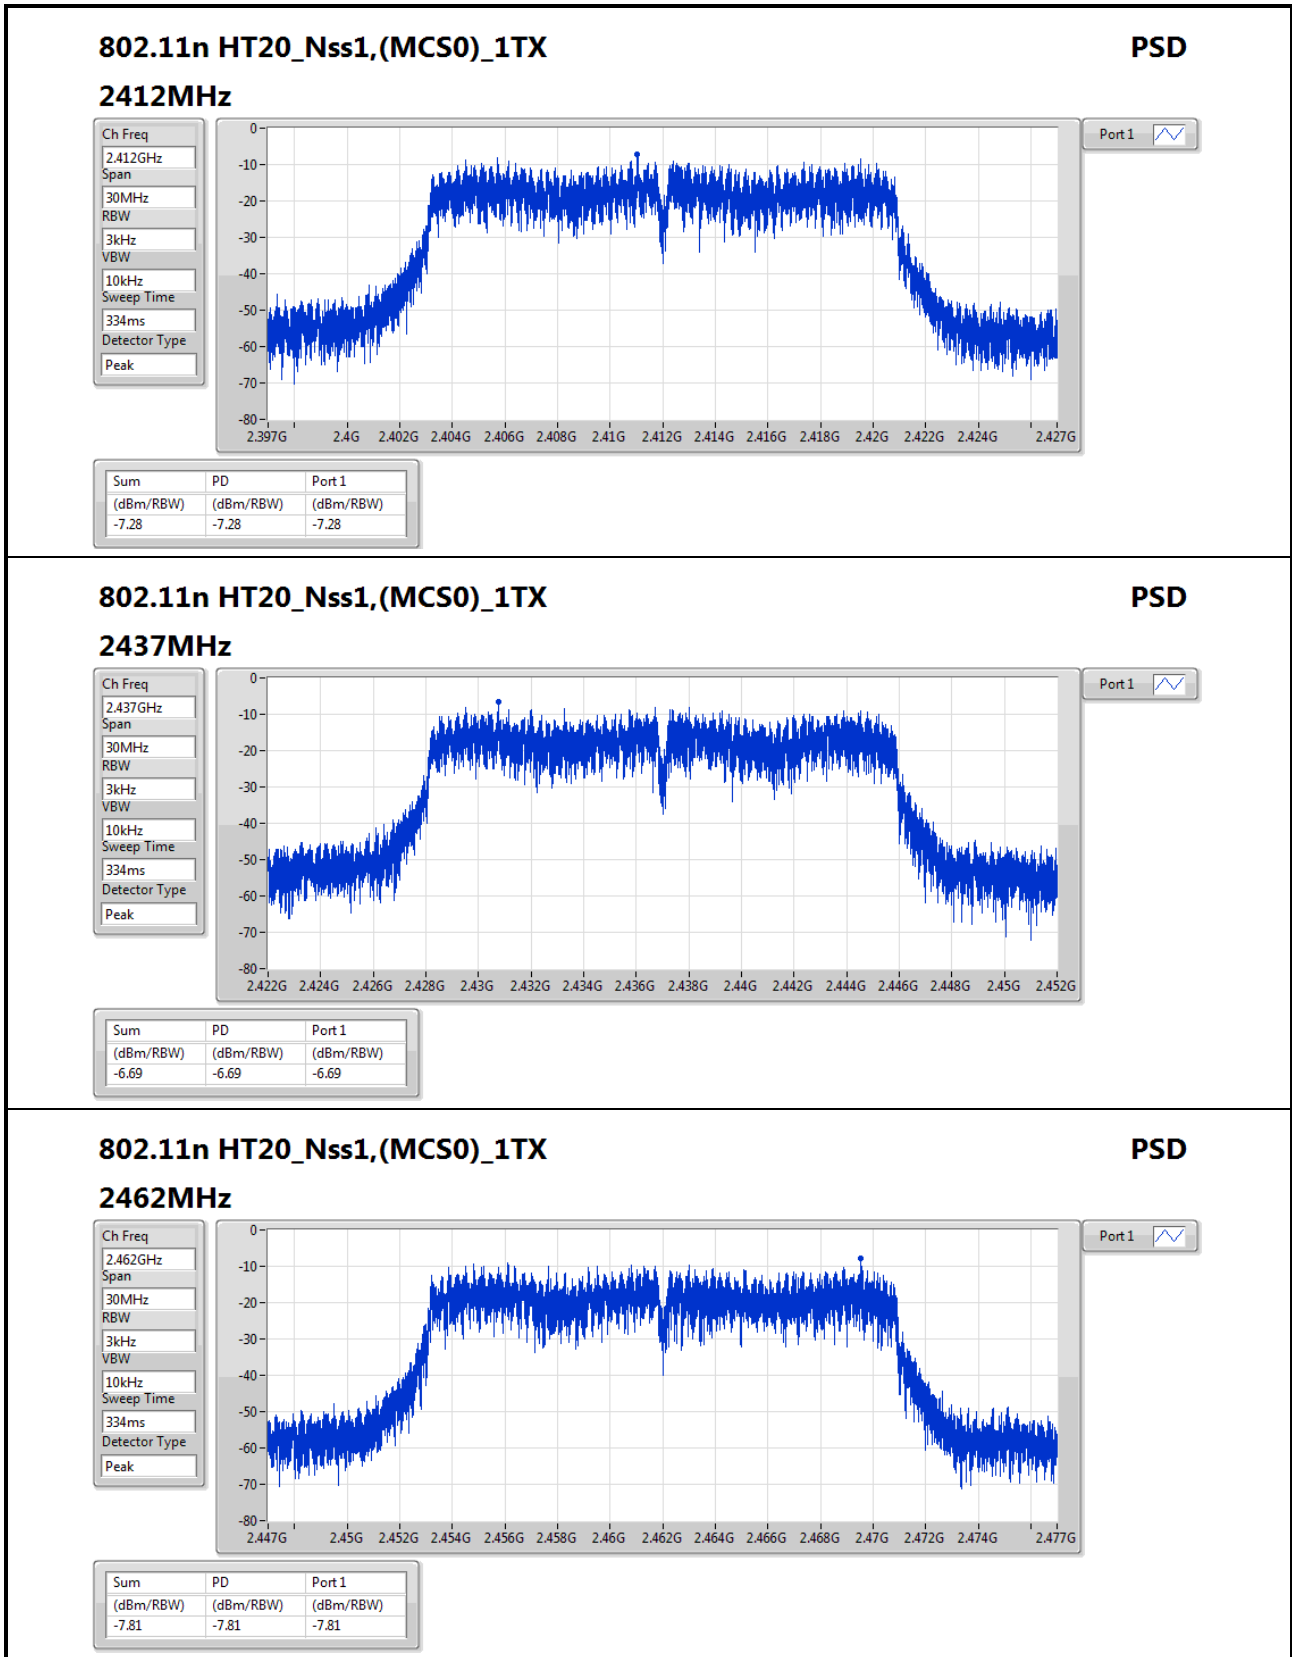 802.11n HT20_Nss1,(MCS0)_1TX PSD
2412MHz
Ch Freq
2.412GHz
Span
30MHz
RBW
3kHz
VBW
10kHz
Sweep Time
334ms
Detector Type
Peak
0
-10
-20
-30
-40
-50
-60
-70
-80
2.397G 2.4G 2.402G 2.404G 2.406G 2.408G 2.41G 2.412G 2.414G 2.416G 2.418G 2.42G 2.422G 2.424G 2.427G
Port 1
Sum PD Port 1
(dBm/RBW) (dBm/RBW) (dBm/RBW)
-7.28 -7.28 -7.28
802.11n HT20_Nss1,(MCS0)_1TX PSD
2437MHz
Ch Freq
2.437GHz
Span
30MHz
RBW
3kHz
VBW
10kHz
Sweep Time
334ms
Detector Type
Peak
0
-10
-20
-30
-40
-50
-60
-70
-80
2.422G 2.424G 2.426G 2.428G 2.43G 2.432G 2.434G 2.436G 2.438G 2.44G 2.442G 2.444G 2.446G 2.448G 2.45G 2.452G
Port 1
Sum PD Port 1
(dBm/RBW) (dBm/RBW) (dBm/RBW)
-6.69 -6.69 -6.69
802.11n HT20_Nss1,(MCS0)_1TX PSD
2462MHz
Ch Freq
2.462GHz
Span
30MHz
RBW
3kHz
VBW
10kHz
Sweep Time
334ms
Detector Type
Peak
0
-10
-20
-30
-40
-50
-60
-70
-80
2.447G 2.45G 2.452G 2.454G 2.456G 2.458G 2.46G 2.462G 2.464G 2.466G 2.468G 2.47G 2.472G 2.474G 2.477G
Port 1
Sum PD Port 1
(dBm/RBW) (dBm/RBW) (dBm/RBW)
-7.81 -7.81 -7.81